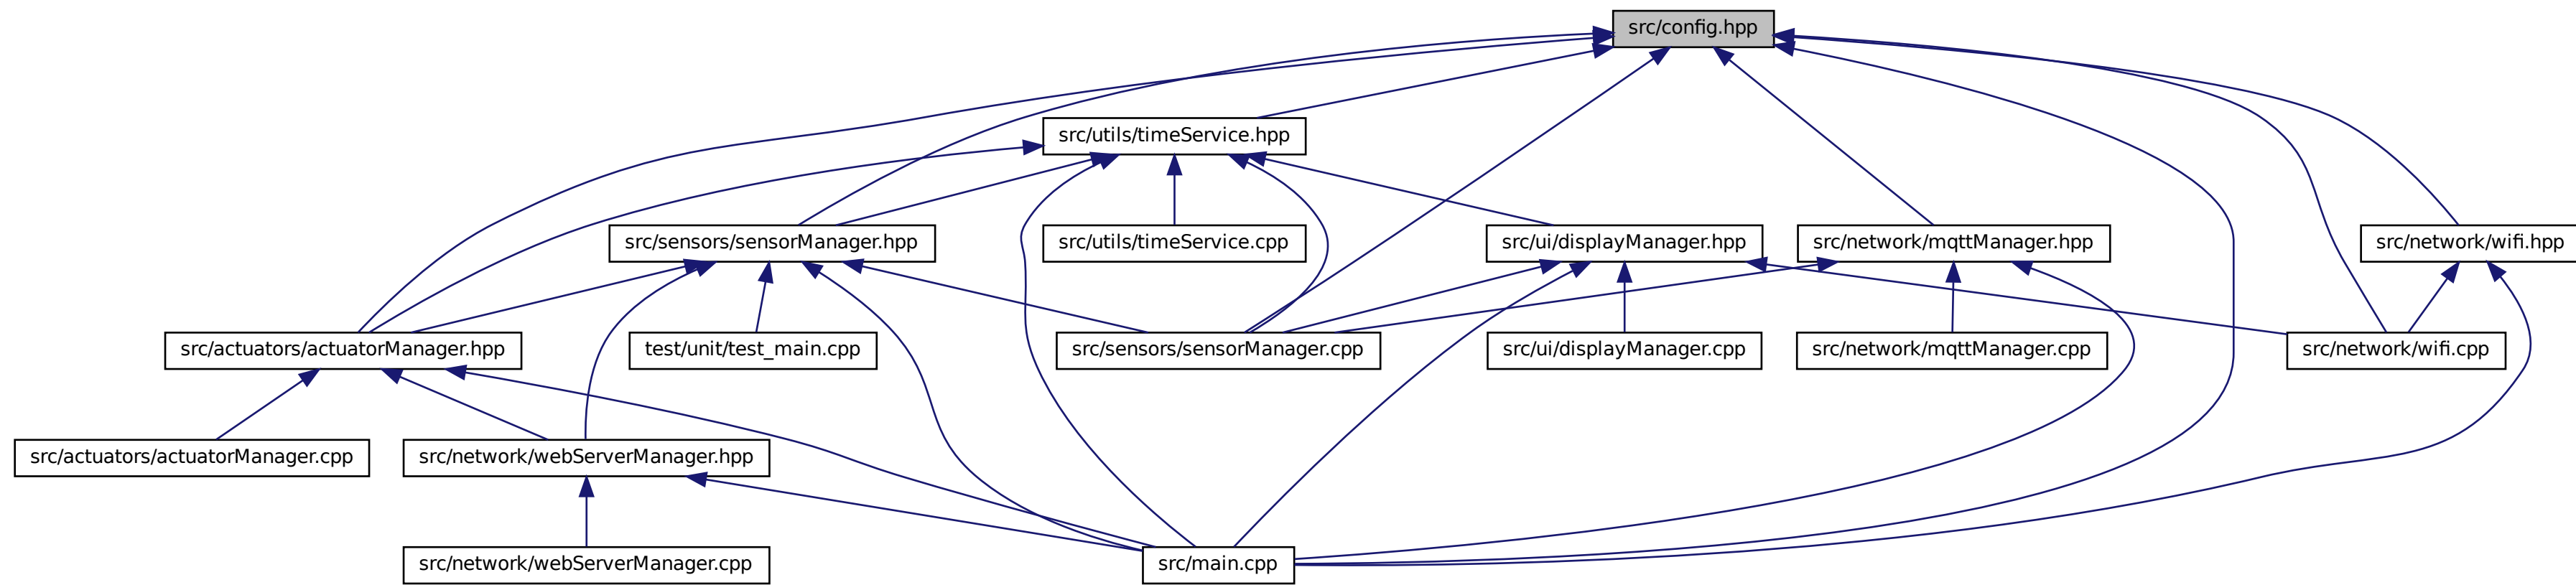 src/config.hpp
src/utils/timeService.hpp
src/sensors/sensorManager.hpp
src/utils/timeService.cpp
src/ui/displayManager.hpp
src/network/mqttManager.hpp
src/network/wifi.hpp
src/actuators/actuatorManager.hpp
test/unit/test_main.cpp
src/sensors/sensorManager.cpp
src/ui/displayManager.cpp
src/network/mqttManager.cpp
src/network/wifi.cpp
src/actuators/actuatorManager.cpp
src/network/webServerManager.hpp
src/network/webServerManager.cpp
src/main.cpp